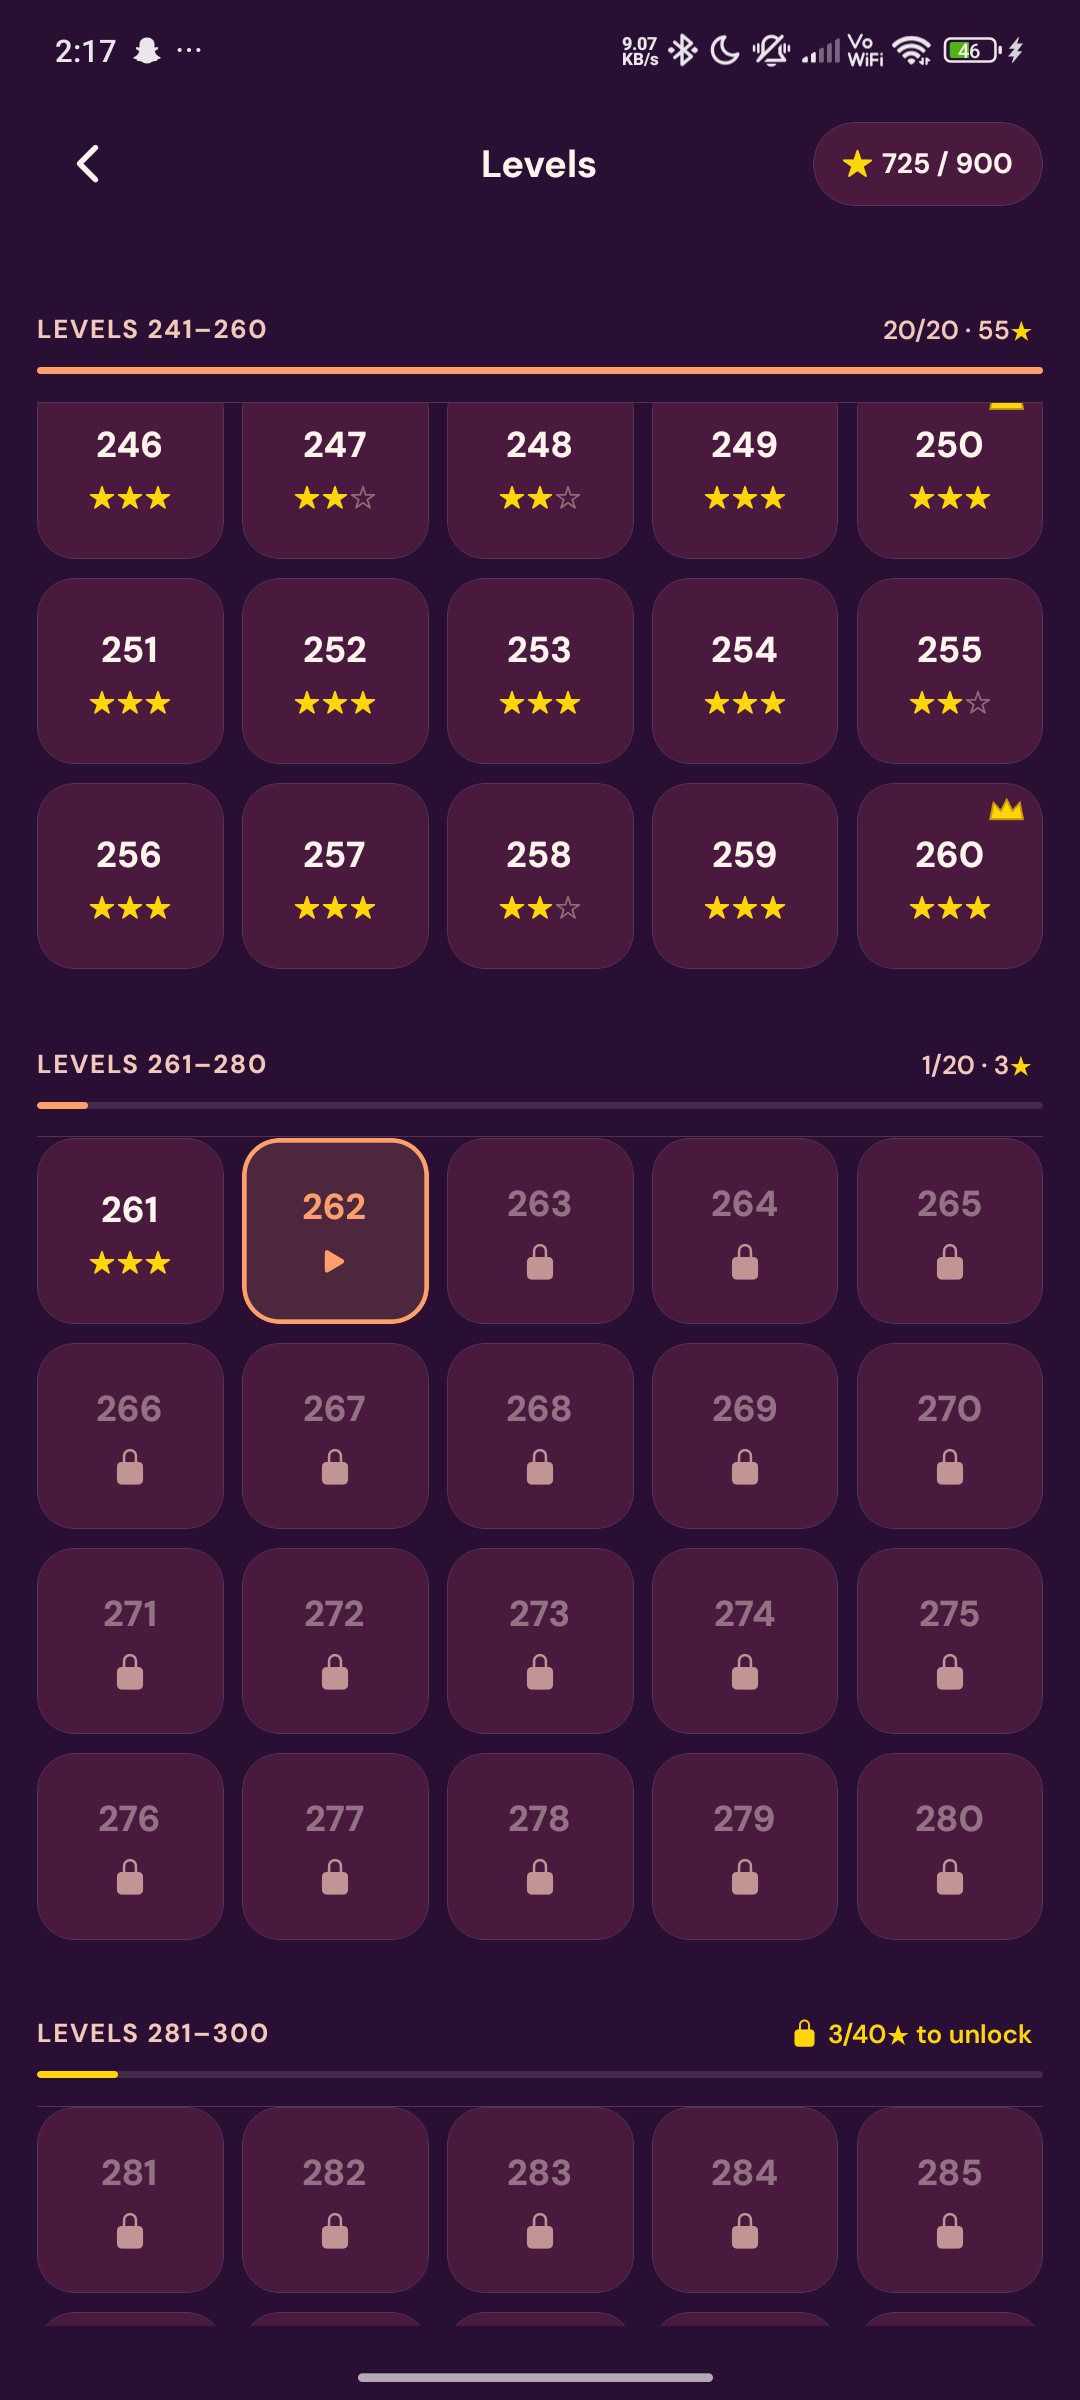 2:17 ··· 9.07 KB/s Vo WiFi 46
Levels
★ 725 / 900
LEVELS 241–260
20/20 · 55★
246 247 248 249 250
★★★ ★★☆ ★★☆ ★★★ ★★★
251 252 253 254 255
★★★ ★★★ ★★★ ★★★ ★★☆
256 257 258 259 260
★★★ ★★★ ★★☆ ★★★ ★★★
LEVELS 261–280
1/20 · 3★
261 262 263 264 265
★★★
266 267 268 269 270
271 272 273 274 275
276 277 278 279 280
LEVELS 281–300
3/40★ to unlock
281 282 283 284 285